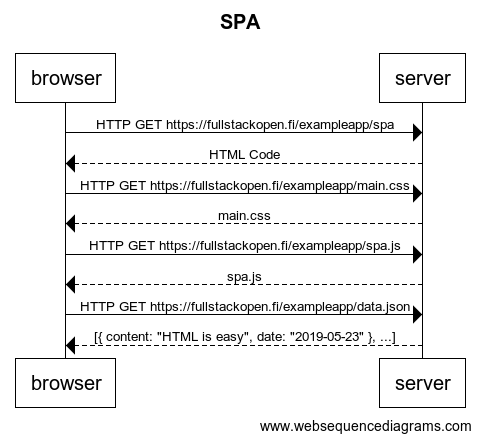 SPA
browser server
HTTP GET https://fullstackopen.fi/exampleapp/spa
HTML Code
HTTP GET https://fullstackopen.fi/exampleapp/main.css
main.css
HTTP GET https://fullstackopen.fi/exampleapp/spa.js
spa.js
HTTP GET https://fullstackopen.fi/exampleapp/data.json
[{ content: "HTML is easy", date: "2019-05-23" }, ...]
browser server
www.websequencediagrams.com